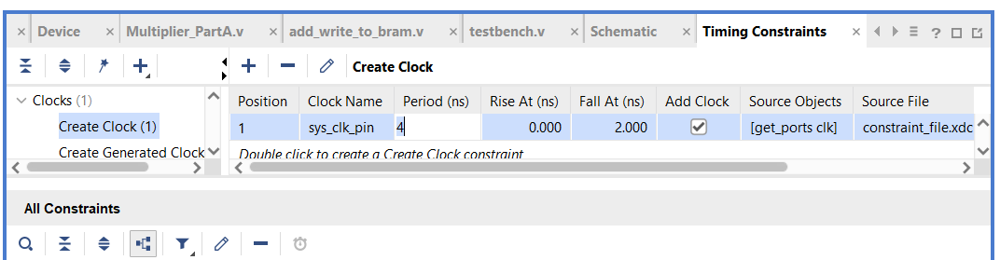 Device Multiplier_PartA.v add_write_to_bram.v testbench.v Schematic Timing Constraints
Create Clock
Clocks (1)
Create Clock (1)
Create Generated Clock
Position Clock Name Period (ns) Rise At (ns) Fall At (ns) Add Clock Source Objects Source File
1 sys_clk_pin 4 0.000 2.000 [get_ports clk] constraint_file.xdc
Double click to create a Create Clock constraint
All Constraints